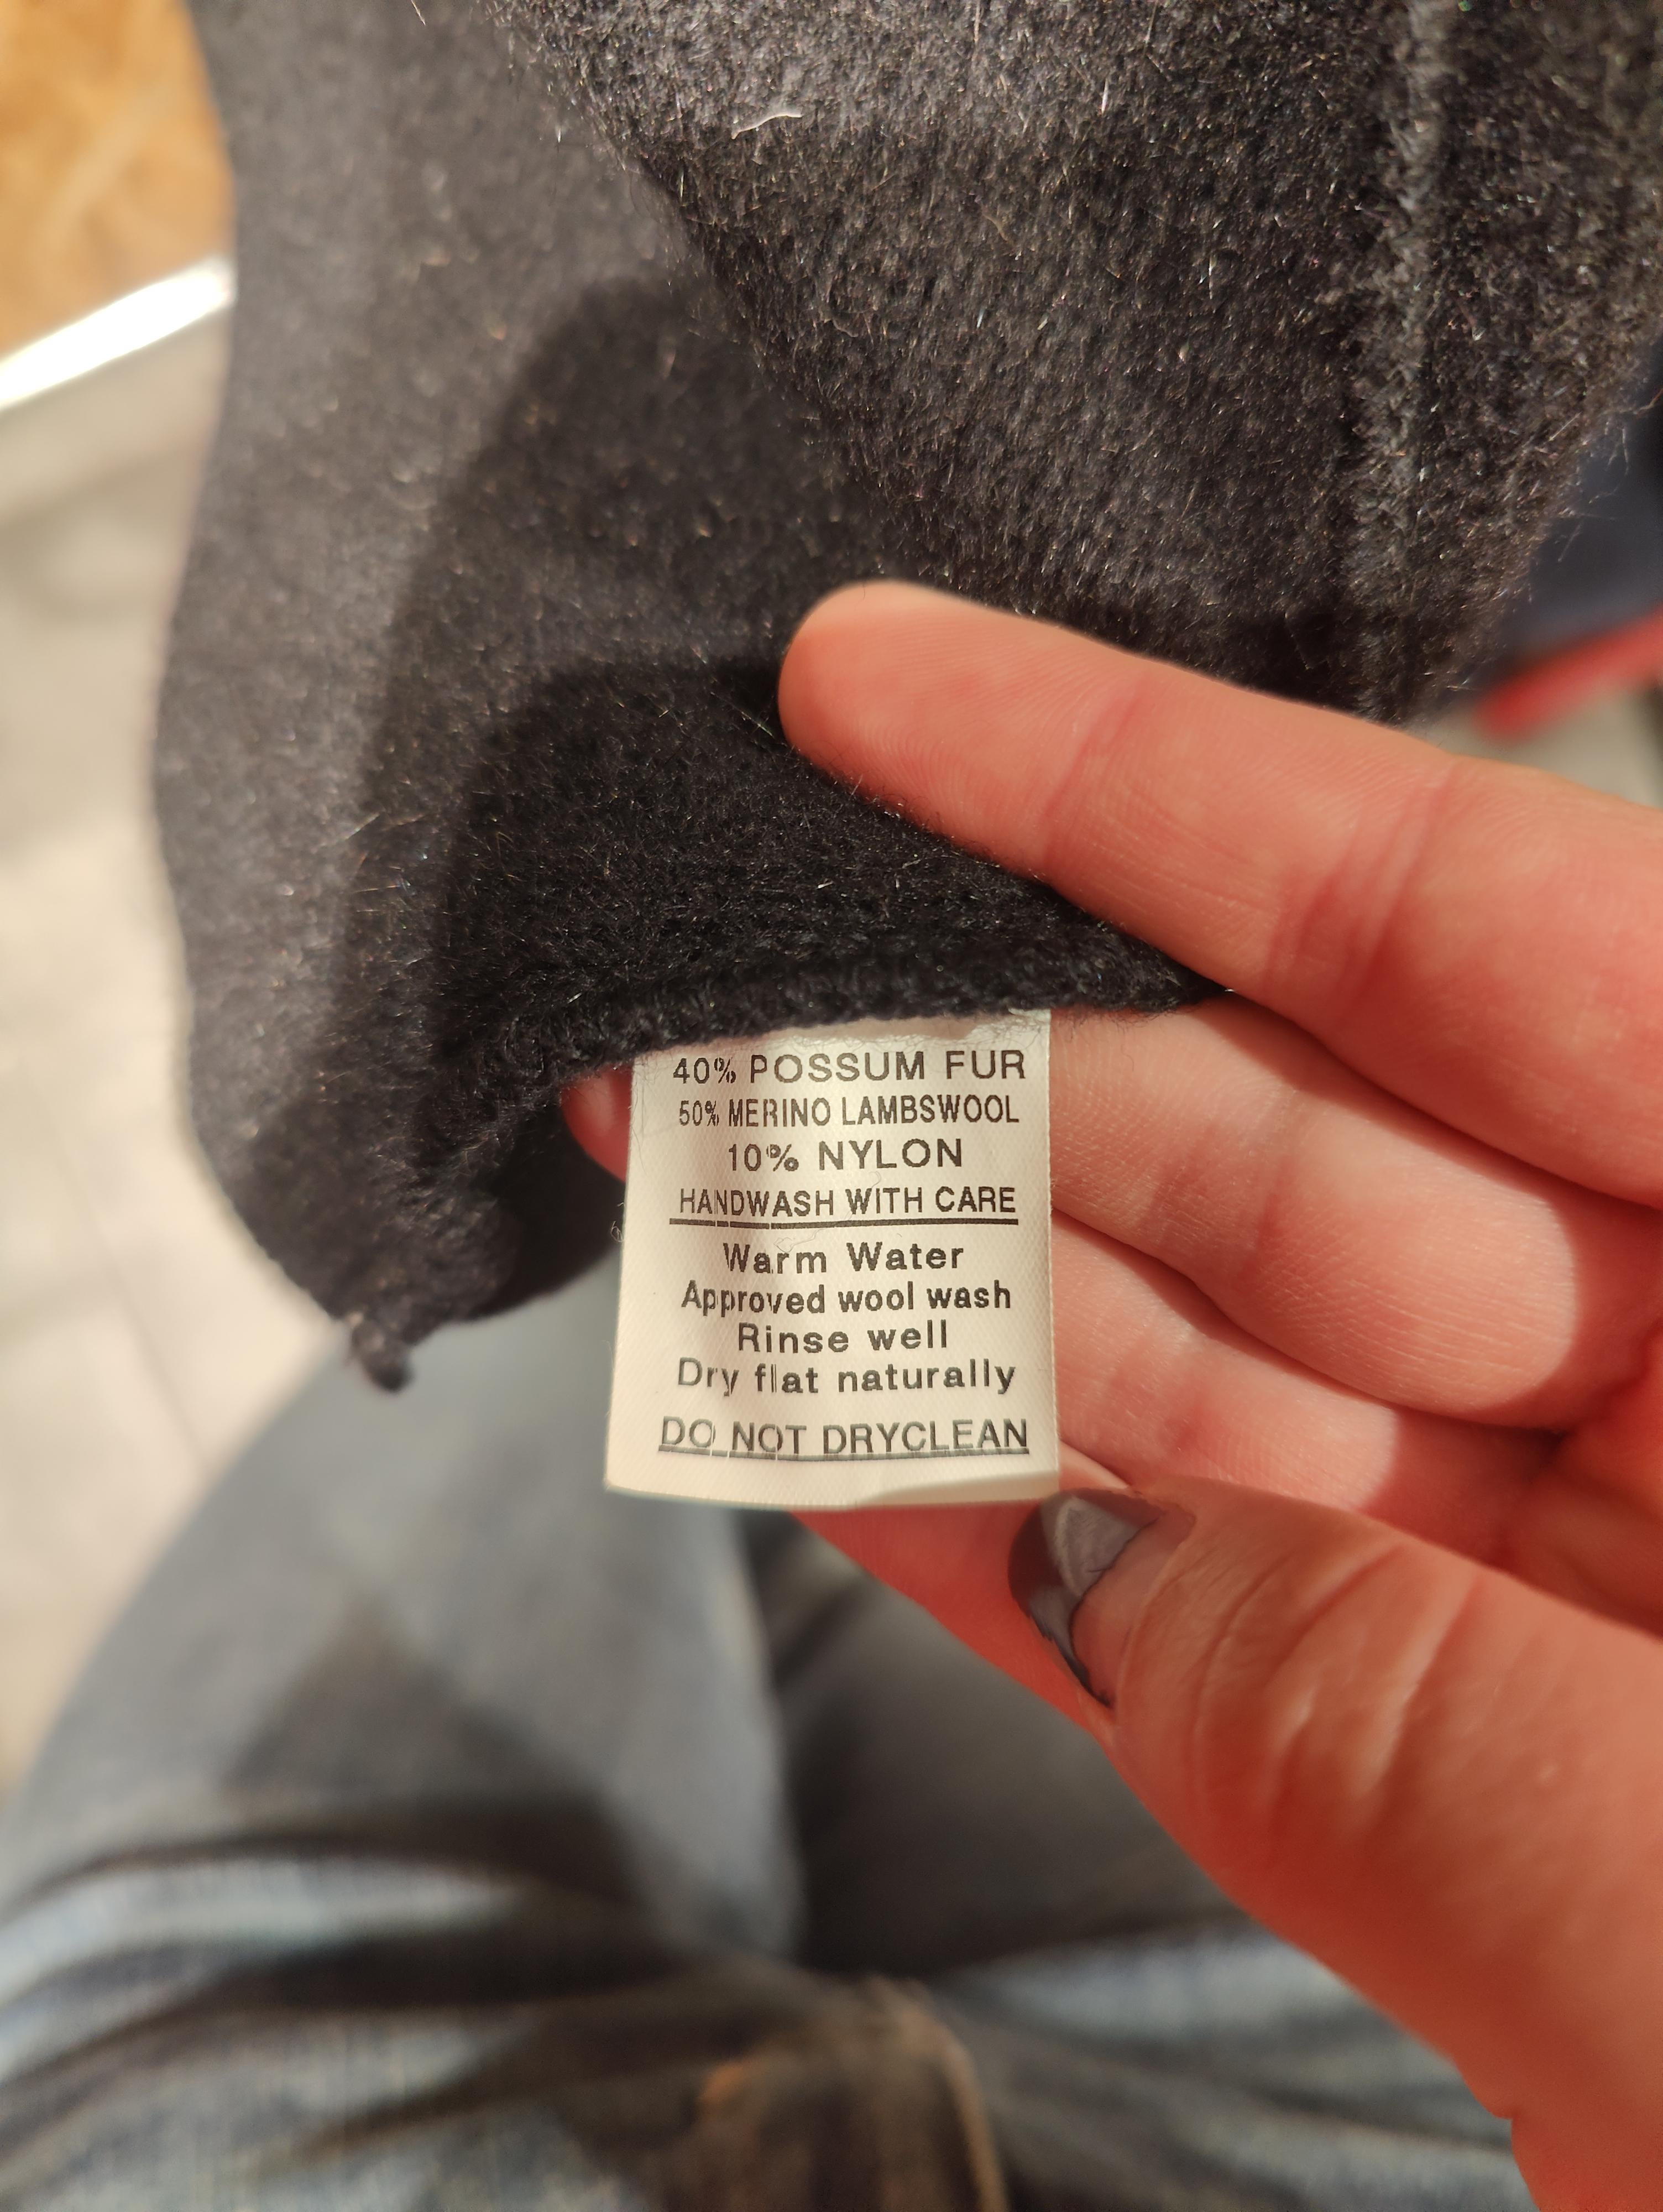 40% POSSUM FUR
50% MERINO LAMBSWOOL
10% NYLON
HANDWASH WITH CARE
Warm Water
Approved wool wash
Rinse well
Dry flat naturally
DO NOT DRYCLEAN